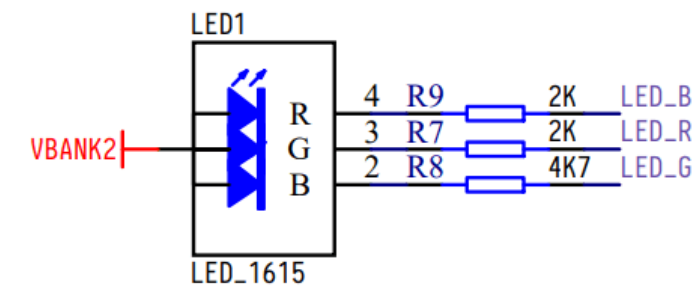 LED1
R 4 R9 2K LED_B
VBANK2 G 3 R7 2K LED_R
B 2 R8 4K7 LED_G
LED_1615